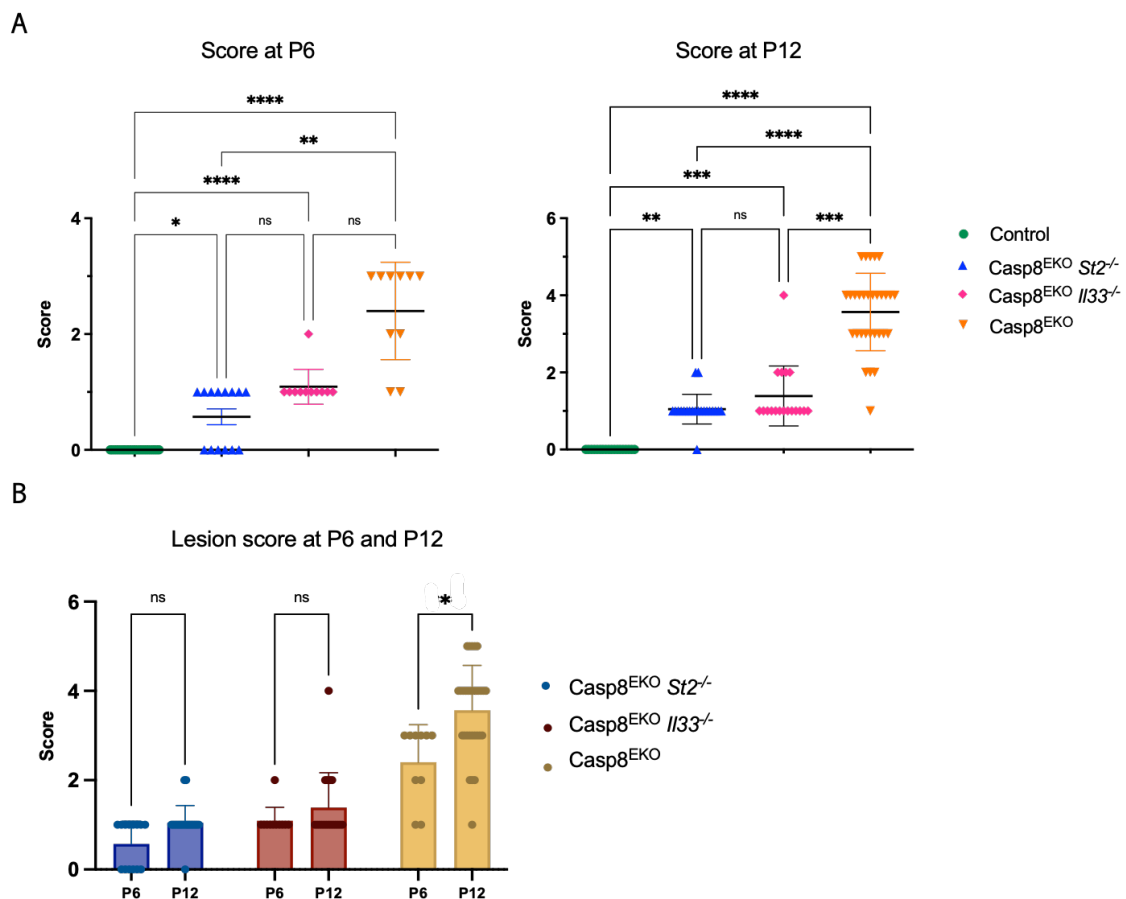 A
Score at P6
Score at P12
****
**
****
*
ns
ns
4
2
0
Score
****
****
***
**
ns
***
6
4
2
0
Score
Control
Casp8EKO St2-/-
Casp8EKO Il33-/-
Casp8EKO
B
Lesion score at P6 and P12
ns
ns
*
6
4
2
0
Score
P6 P12 P6 P12 P6 P12
Casp8EKO St2-/-
Casp8EKO Il33-/-
Casp8EKO